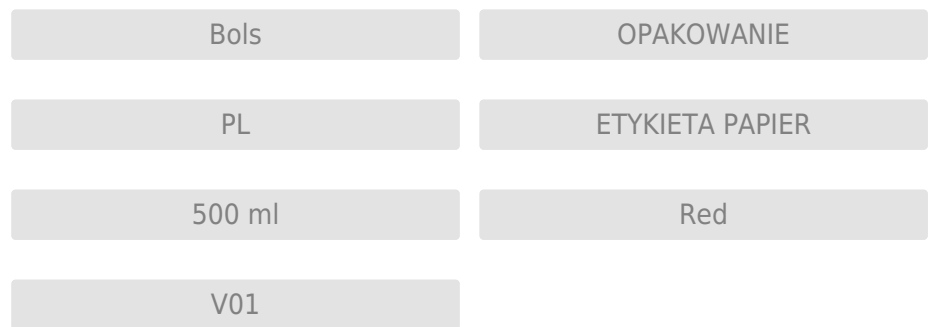 Bols
OPAKOWANIE
PL
ETYKIETA PAPIER
500 ml
Red
V01